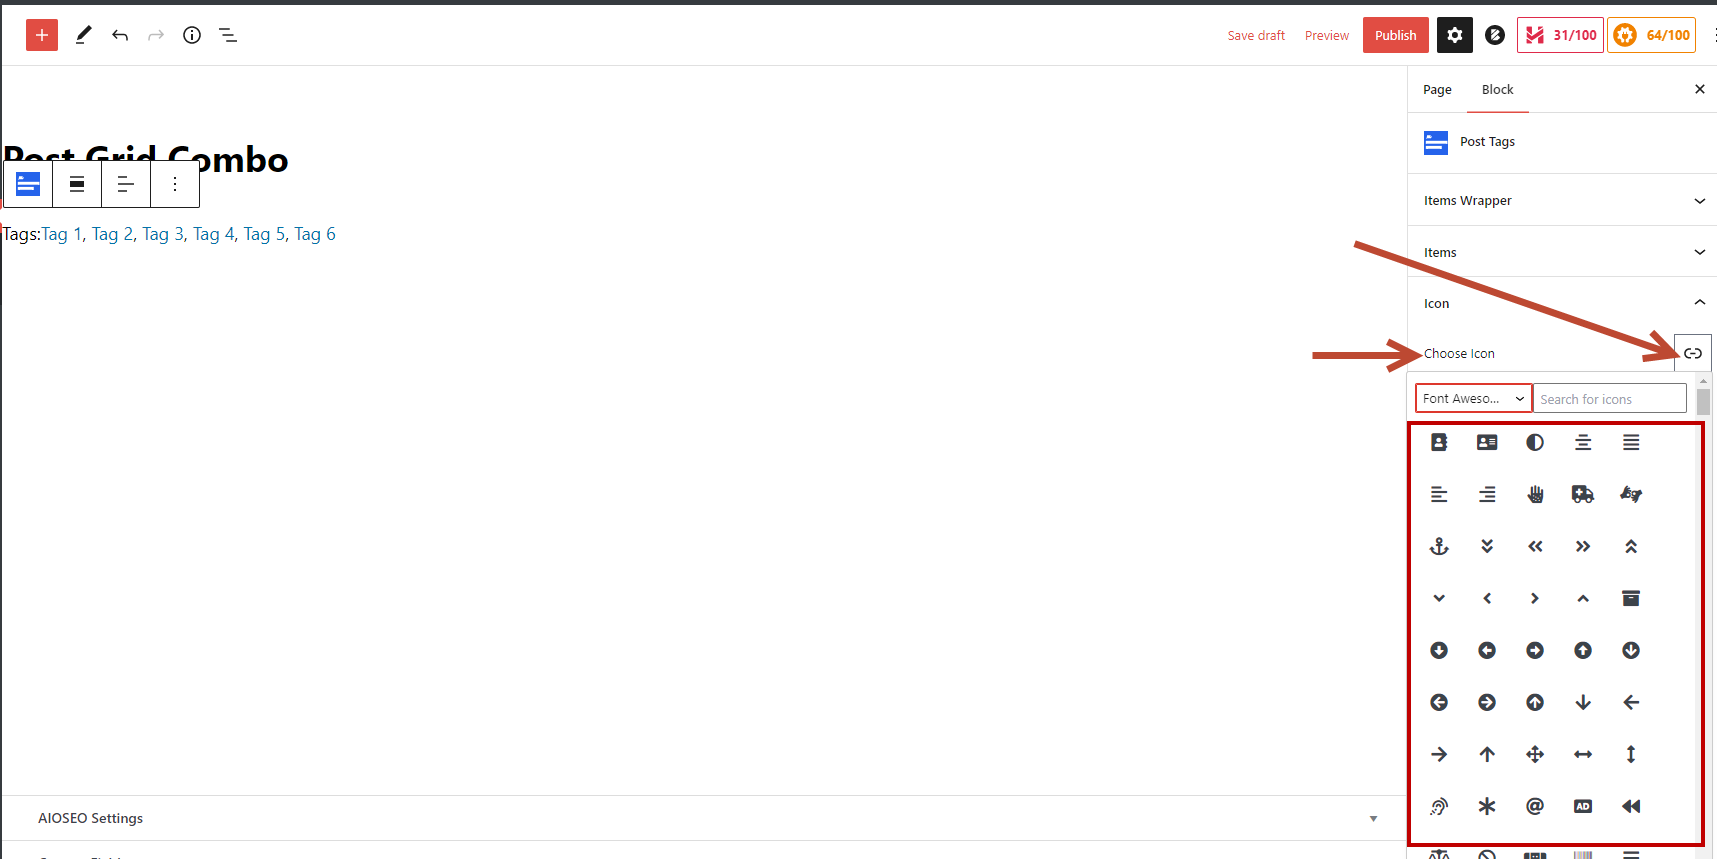 Save draft
Preview
Publish
31/100
64/100
Page
Block
Post Tags
Post Grid Combo
Items Wrapper
Tags:Tag 1, Tag 2, Tag 3, Tag 4, Tag 5, Tag 6
Items
Icon
Choose Icon
Font Aweso...
Search for icons
AD
AIOSEO Settings